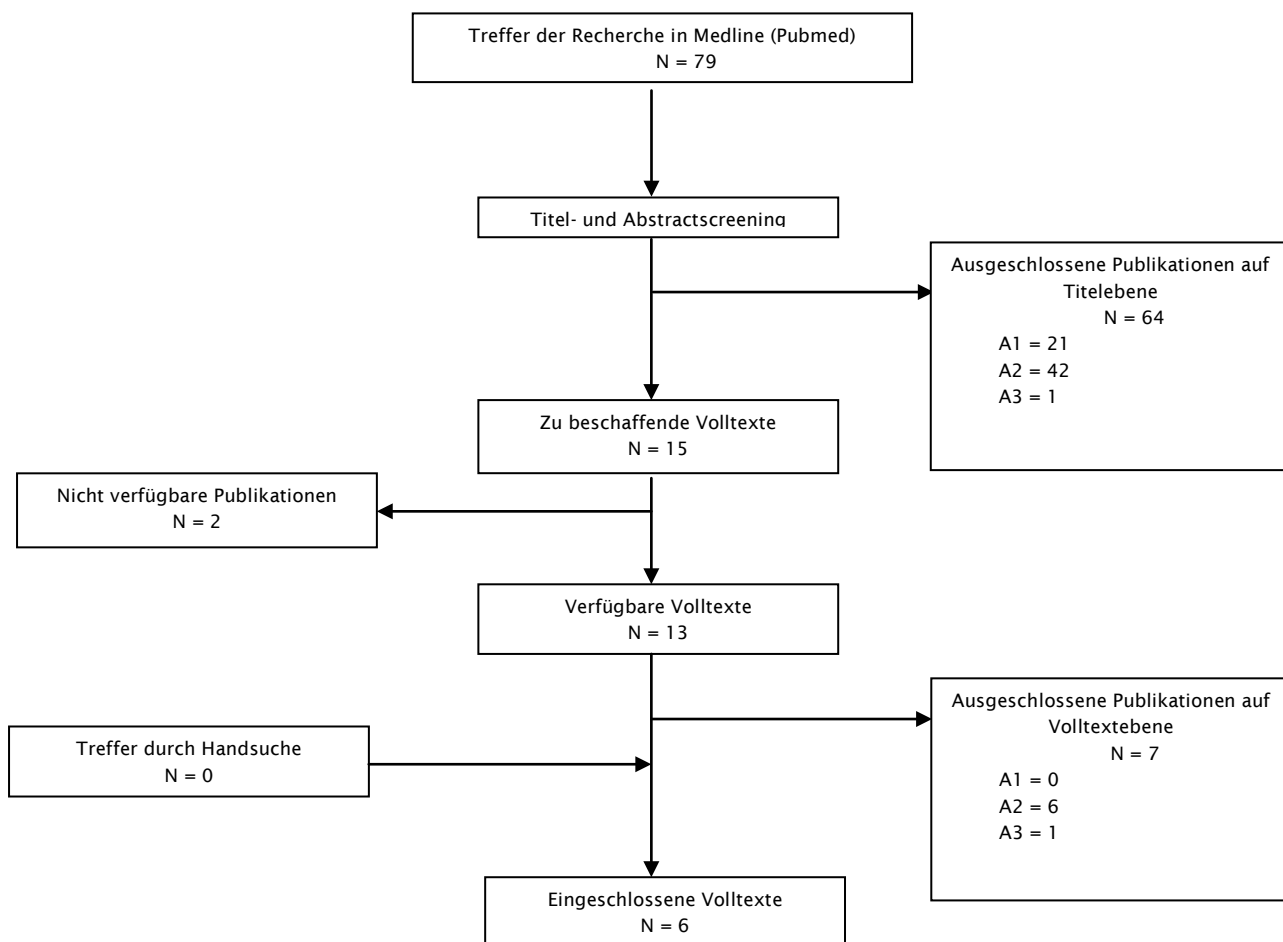 Treffer der Recherche in Medline (Pubmed)
N = 79
Titel- und Abstractscreening
Ausgeschlossene Publikationen auf
Titelebene
N = 64
A1 = 21
A2 = 42
A3 = 1
Zu beschaffende Volltexte
N = 15
Nicht verfügbare Publikationen
N = 2
Verfügbare Volltexte
N = 13
Ausgeschlossene Publikationen auf
Volltextebene
N = 7
A1 = 0
A2 = 6
A3 = 1
Treffer durch Handsuche
N = 0
Eingeschlossene Volltexte
N = 6